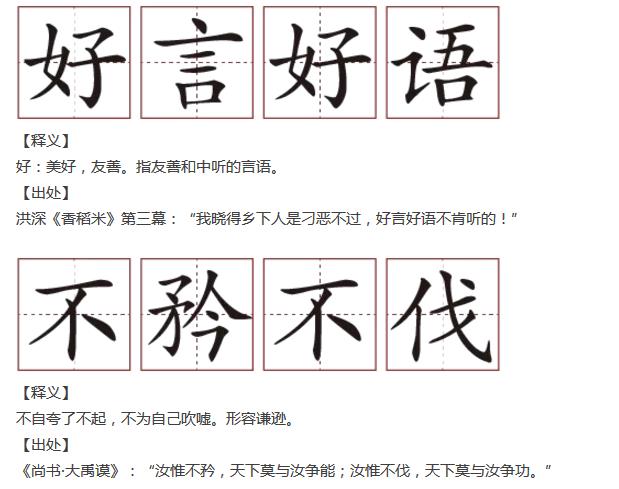 好言好语
【释义】
好：美好，友善。指友善和中听的言语。
【出处】
洪深《香稻米》第三幕：“我晓得乡下人是刁恶不过，好言好语不肯听的！”
不矜不伐
【释义】
不自夸了不起，不为自己吹嘘。形容谦逊。
【出处】
《尚书·大禹谟》：“汝惟不矜，天下莫与汝争能；汝惟不伐，天下莫与汝争功。”